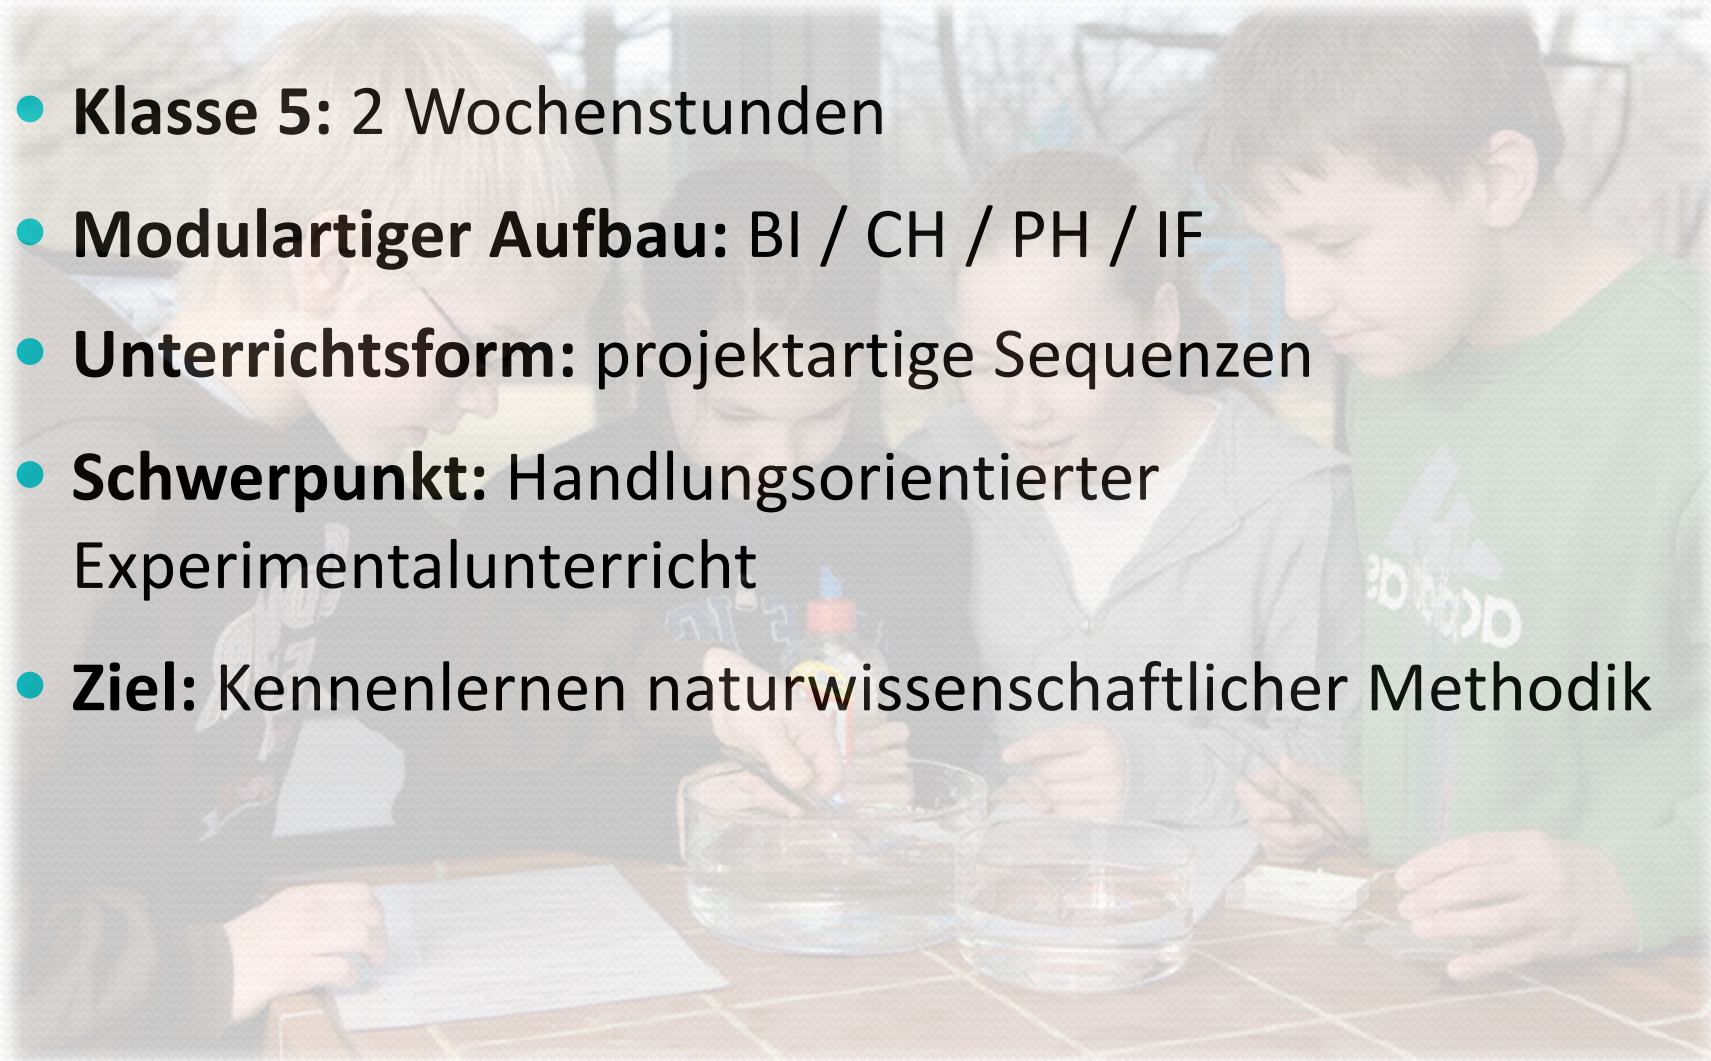 • Klasse 5: 2 Wochenstunden
• Modulartiger Aufbau: BI / CH / PH / IF
• Unterrichtsform: projektartige Sequenzen
• Schwerpunkt: Handlungsorientierter
Experimentalunterricht
• Ziel: Kennenlernen naturwissenschaftlicher Methodik
adidas